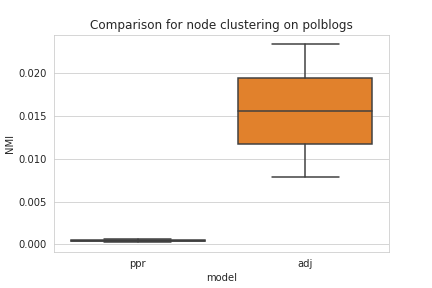 Comparison for node clustering on polblogs
0.020
0.015
0.010
0.005
0.000
NMI
ppr
adj
model